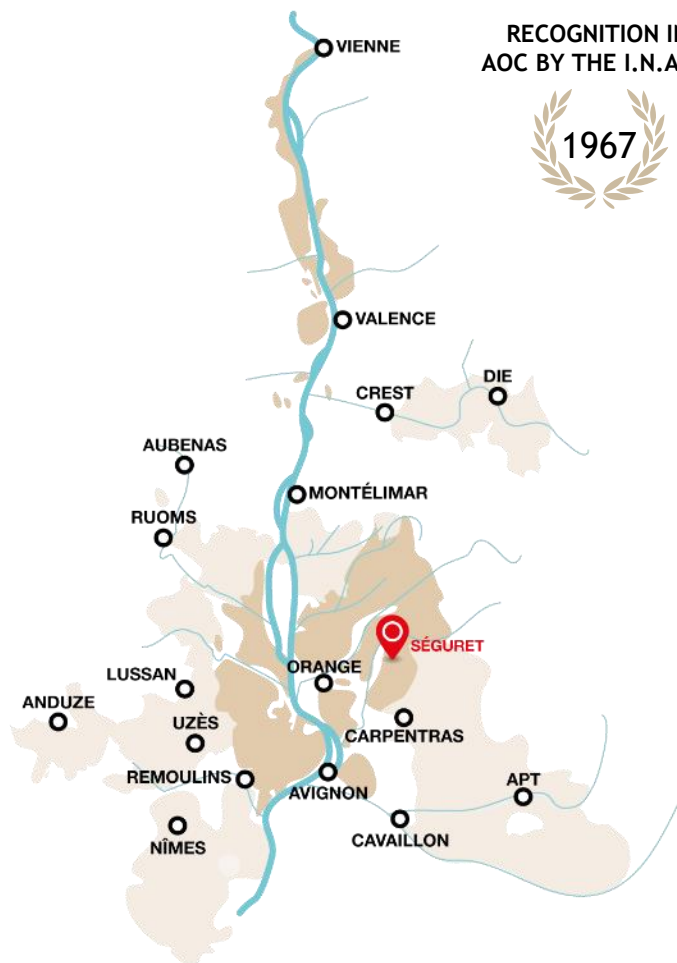 VIENNE
RECOGNITION I
AOC BY THE I.N.A
1967
VALENCE
CREST
DIE
AUBENAS
MONTÉLIMAR
RUOMS
SÉGURET
ORANGE
LUSSAN
ANDUZE
UZÈS
CARPENTRAS
REMOULINS
AVIGNON
APT
NÎMES
CAVAILLON